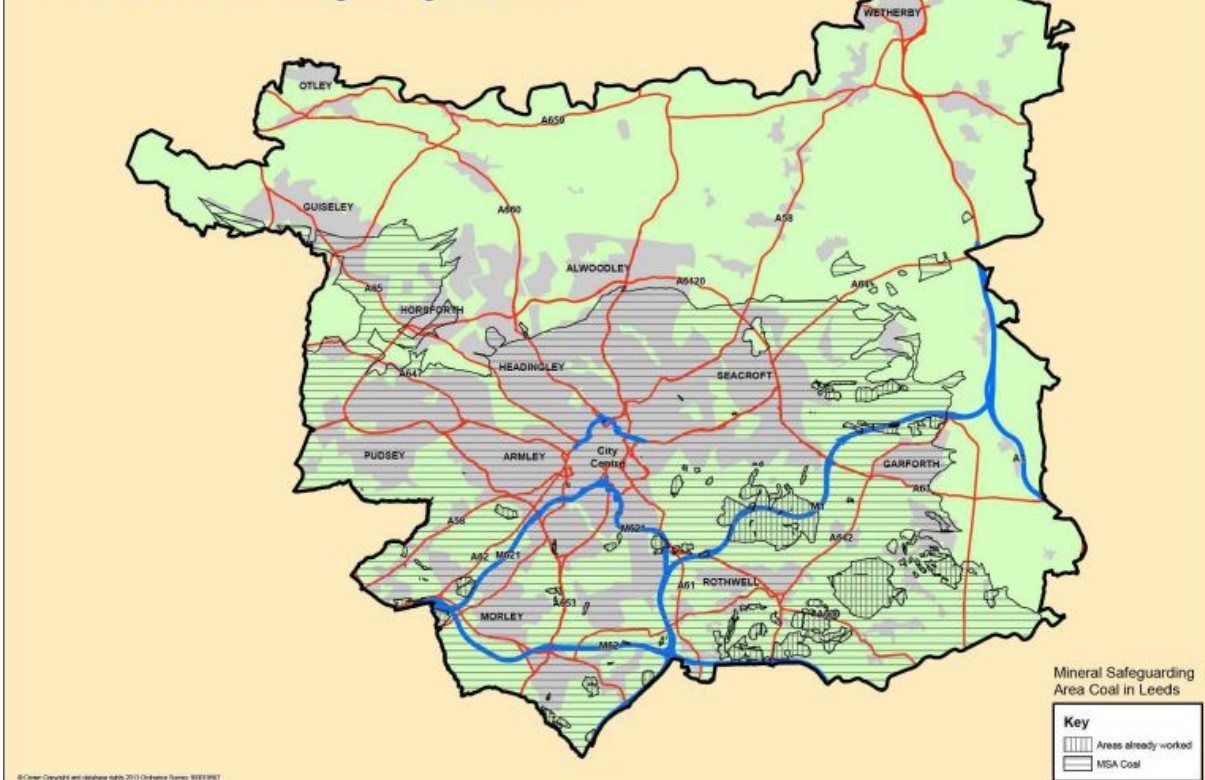 WETHERBY
OTLEY
A659
GUISELEY
A660
A58
ALWOODLEY
A6120
A65
HORSFORTH
HEADINGLEY
SEACROFT
A647
PUDSEY
ARMLEY
City
Centre
GARFORTH
A63
M1
A58
M621
A642
A62 M621
A61 ROTHWELL
A653
MORLEY
M62
Mineral Safeguarding
Area Coal in Leeds
Key
Areas already worked
MSA Coal